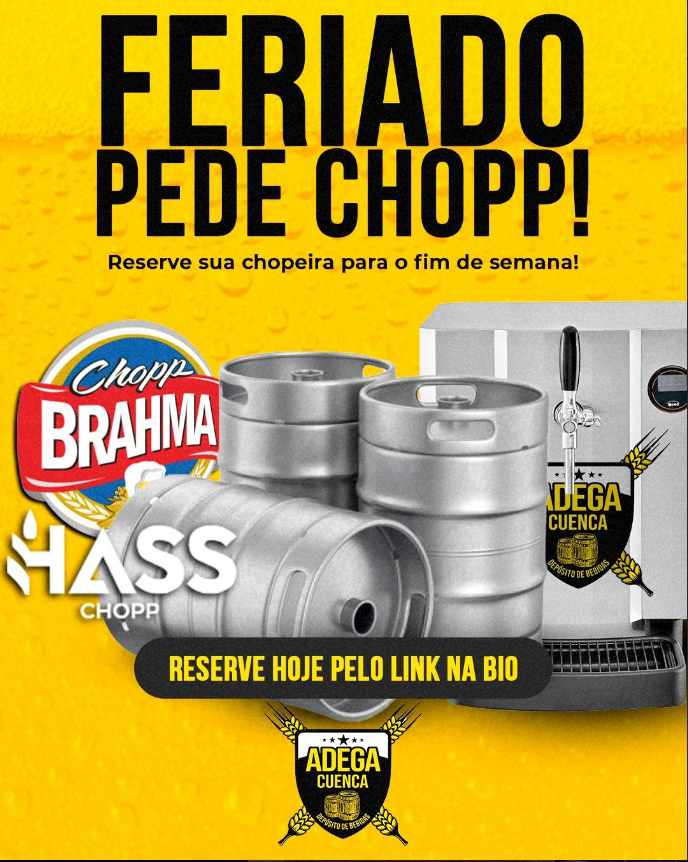 FERIADO
PEDE CHOPP!
Reserve sua chopeira para o fim de semana!
Chopp
BRAHMA
HASS
CHOPP
ADEGA
CUENCA
DEPÓSITO DE BEBIDAS
RESERVE HOJE PELO LINK NA BIO
ADEGA
CUENCA
DEPÓSITO DE BEBIDAS